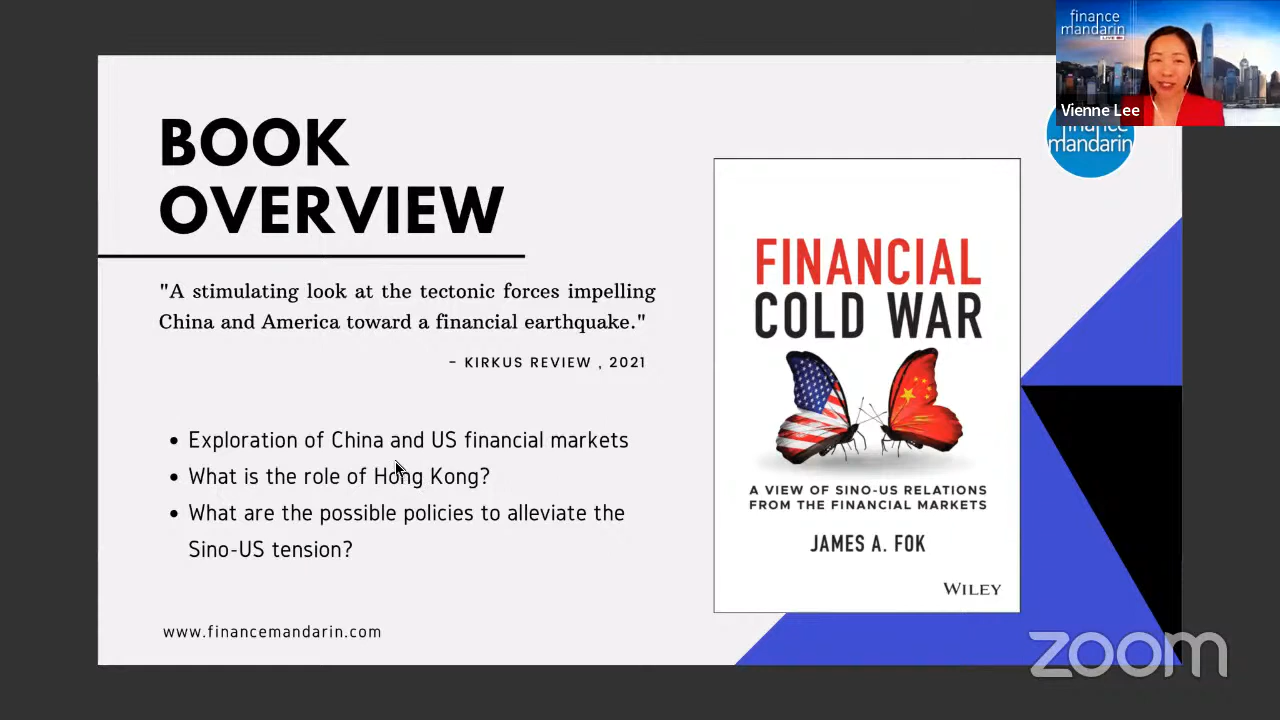 finance
mandarin
Vienne Lee
finance
mandarin
BOOK
OVERVIEW
"A stimulating look at the tectonic forces impelling
China and America toward a financial earthquake."
– KIRKUS REVIEW , 2021
• Exploration of China and US financial markets
• What is the role of Hong Kong?
• What are the possible policies to alleviate the
Sino-US tension?
www.financemandarin.com
FINANCIAL
COLD WAR
A VIEW OF SINO-US RELATIONS
FROM THE FINANCIAL MARKETS
JAMES A. FOK
WILEY
zoom